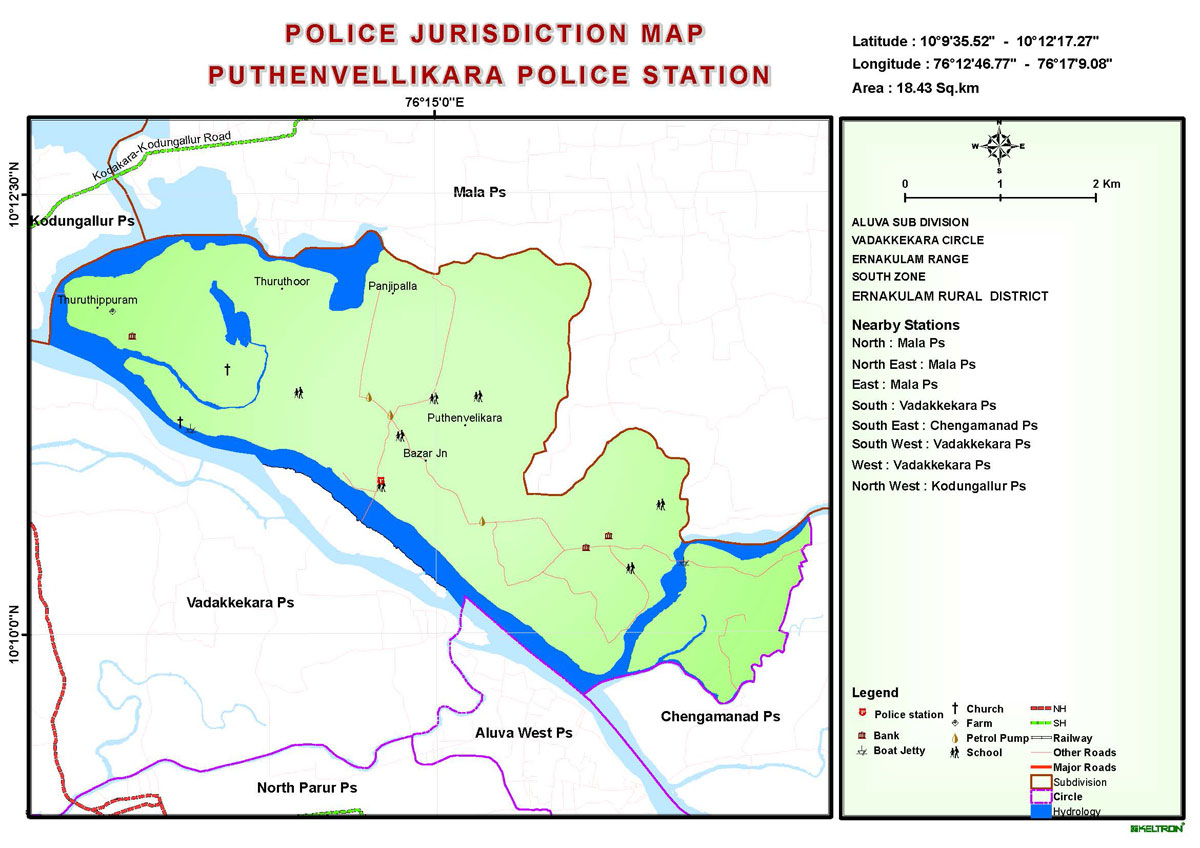 POLICE JURISDICTION MAP
PUTHENVELLIKARA POLICE STATION
Latitude : 10°9'35.52" - 10°12'17.27"
Longitude : 76°12'46.77" - 76°17'9.08"
Area : 18.43 Sq.km
76°15'0"E
10°12'30"N
10°10'0"N
Kodakara-Kodungallur Road
Kodungallur Ps
Mala Ps
Thuruthoor
Panjipalla
Thuruthippuram
Puthenvelikara
Bazar Jn
Vadakkekara Ps
Chengamanad Ps
Aluva West Ps
North Parur Ps
N
W E
S
0 1 2 Km
ALUVA SUB DIVISION
VADAKKEKARA CIRCLE
ERNAKULAM RANGE
SOUTH ZONE
ERNAKULAM RURAL DISTRICT
Nearby Stations
North : Mala Ps
North East : Mala Ps
East : Mala Ps
South : Vadakkekara Ps
South East : Chengamanad Ps
South West : Vadakkekara Ps
West : Vadakkekara Ps
North West : Kodungallur Ps
Legend
Police station
Bank
Boat Jetty
Church
Farm
Petrol Pump
School
NH
SH
Railway
Other Roads
Major Roads
Subdivision
Circle
Hydrology
KELTRON